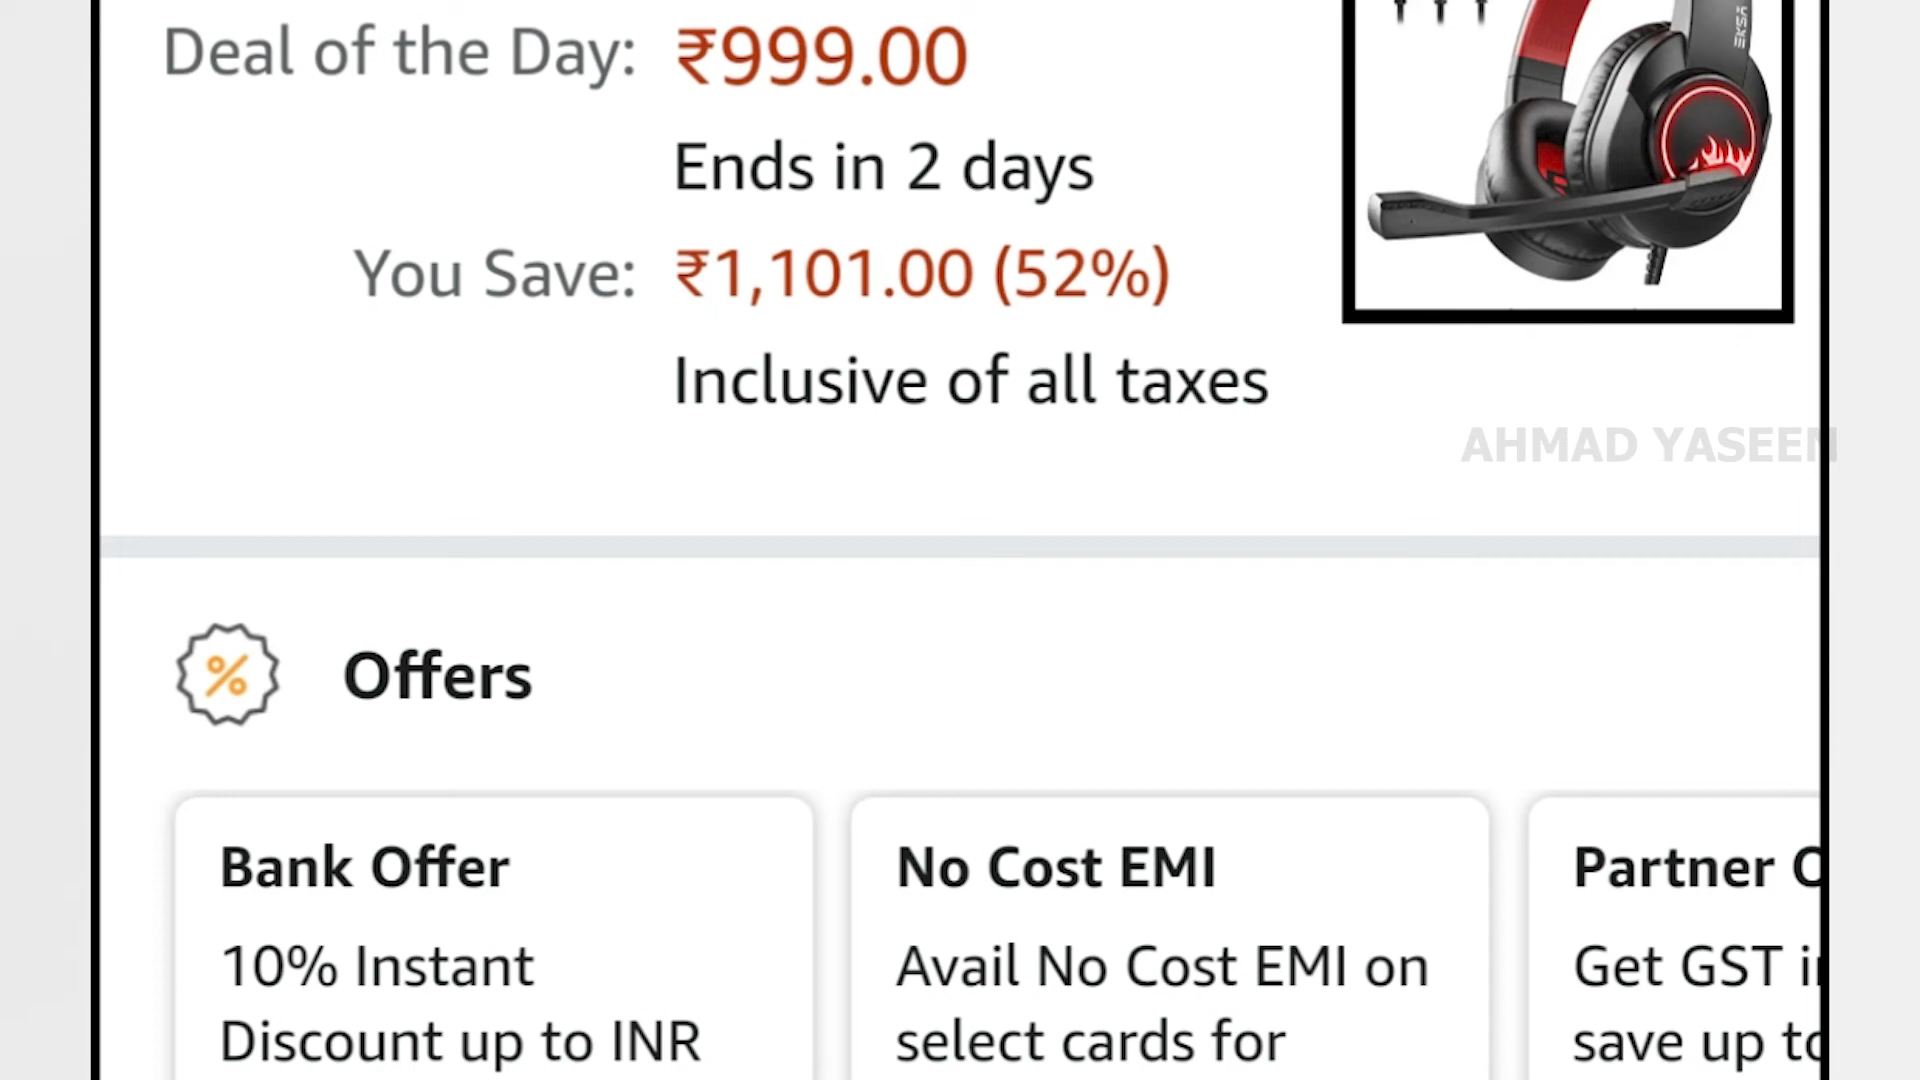 Deal of the Day: ₹999.00
Ends in 2 days
You Save: ₹1,101.00 (52%)
Inclusive of all taxes
EKSA
AHMAD YASEEN
% Offers
Bank Offer
10% Instant
Discount up to INR
No Cost EMI
Avail No Cost EMI on
select cards for
Partner
Get GST
save up